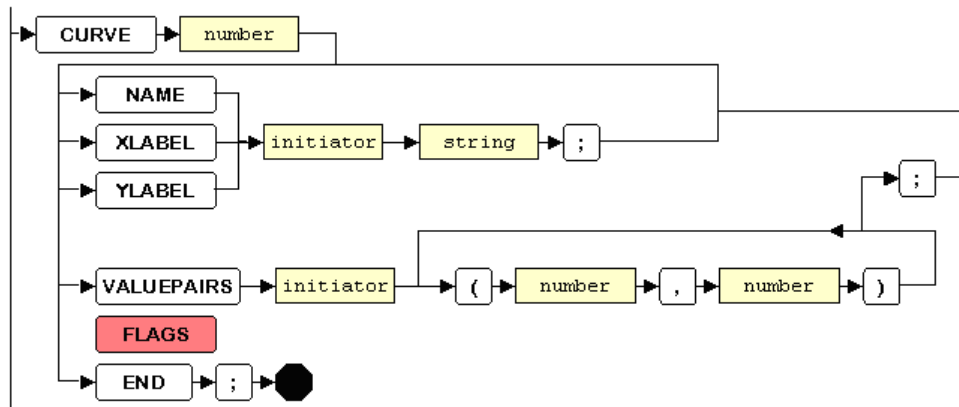 CURVE number
NAME
XLABEL initiator string ;
YLABEL
;
VALUEPAIRS initiator ( number , number )
FLAGS
END ;